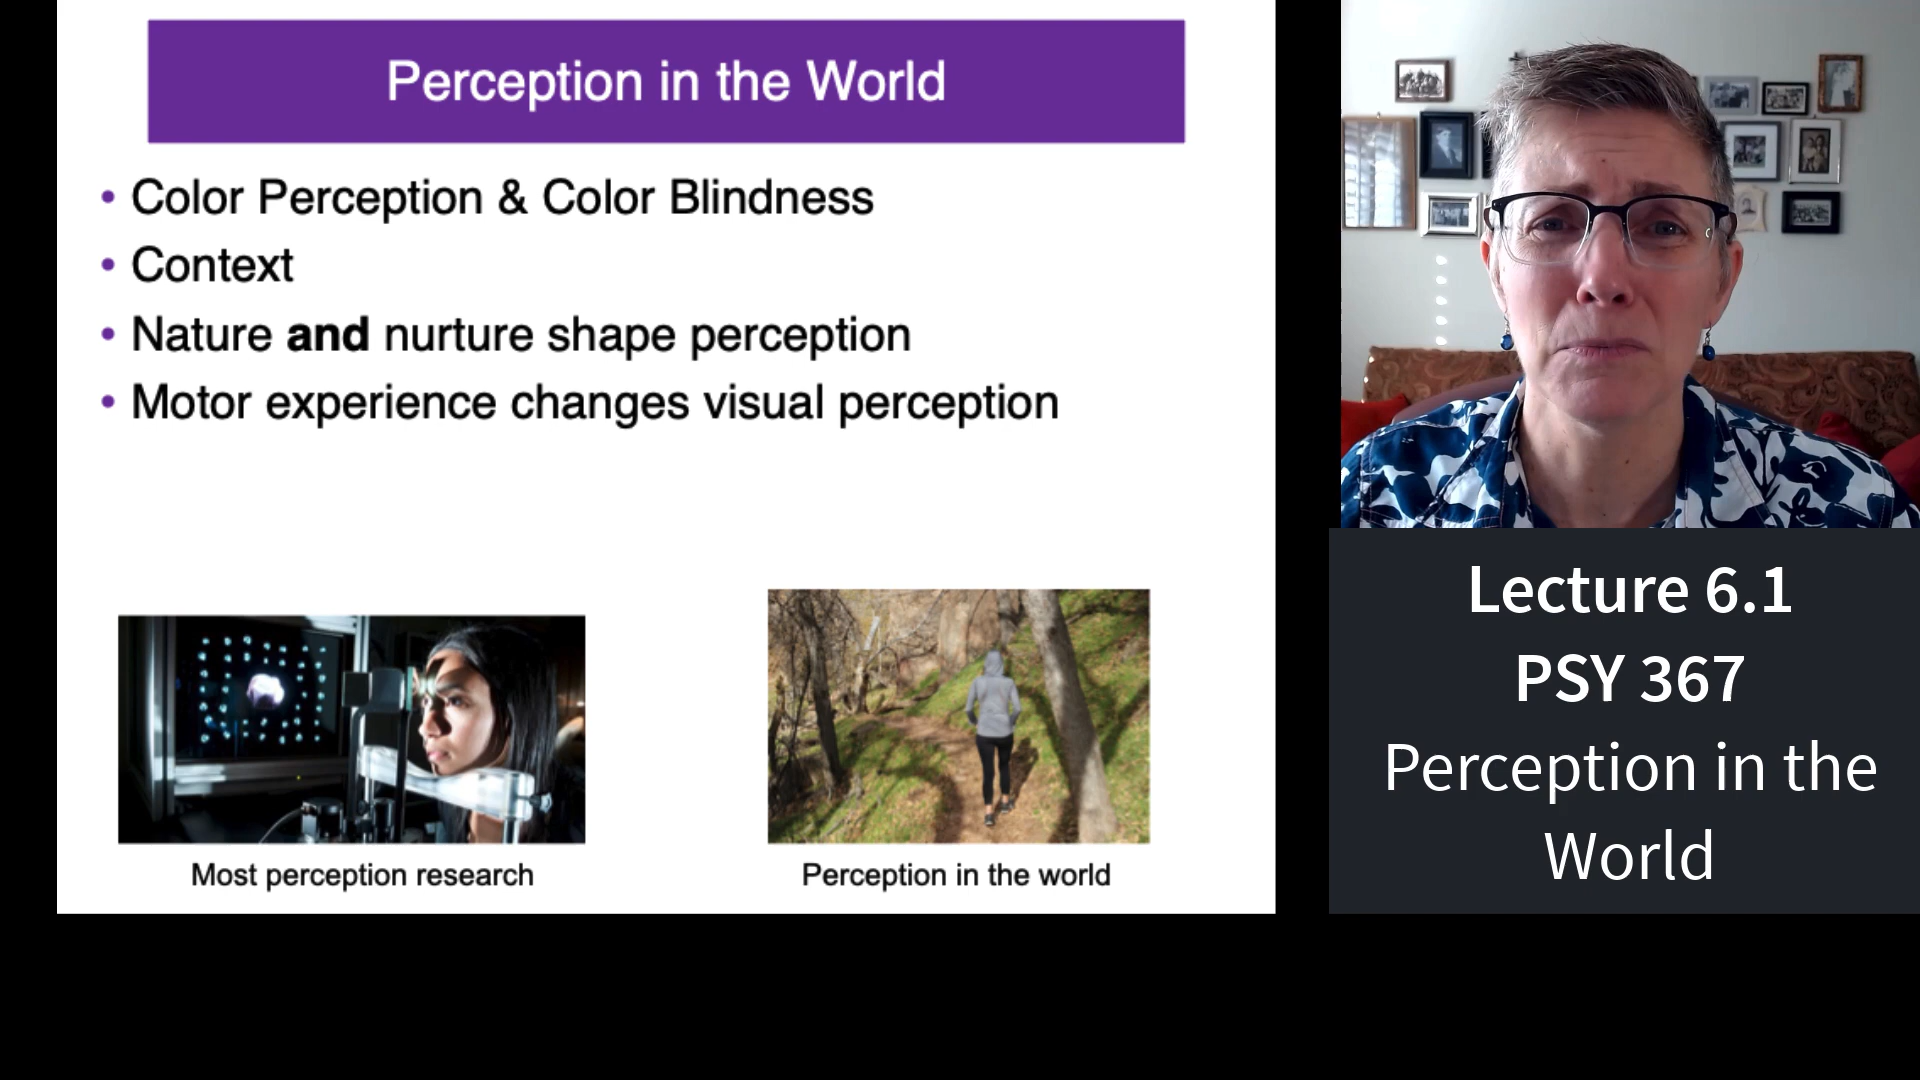 Perception in the World
• Color Perception & Color Blindness
• Context
• Nature and nurture shape perception
• Motor experience changes visual perception
Most perception research
Perception in the world
Lecture 6.1
PSY 367
Perception in the
World